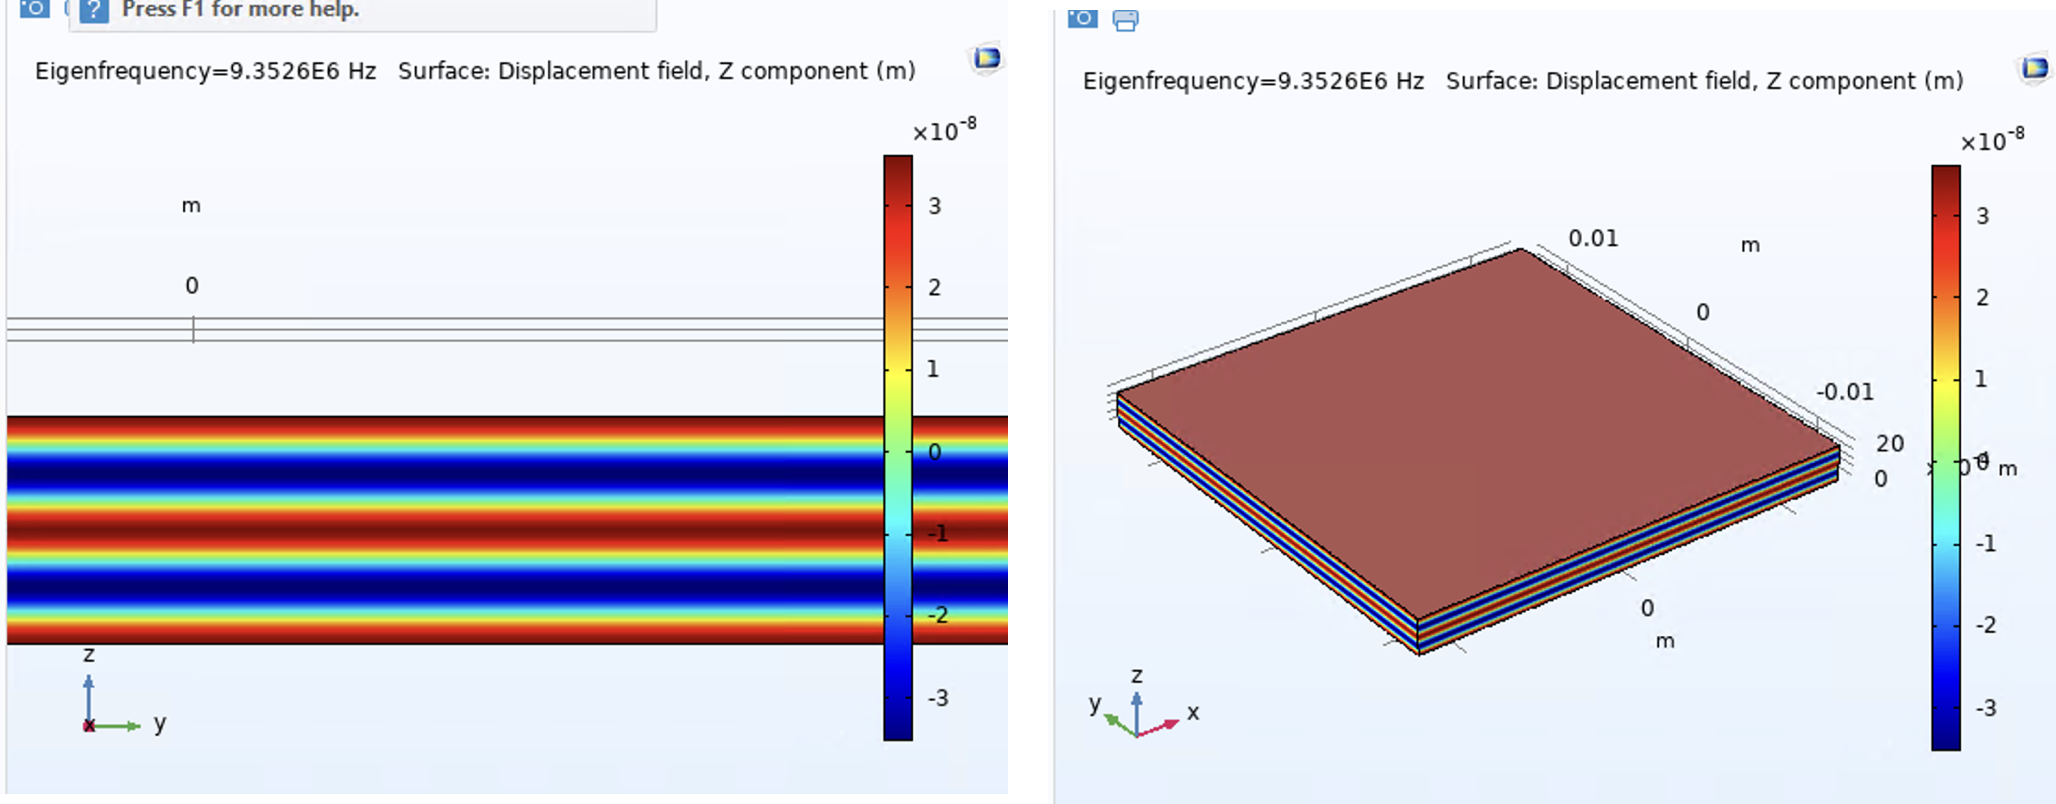 Press F1 for more help.
Eigenfrequency=9.3526E6 Hz Surface: Displacement field, Z component (m)
×10⁻⁸
m
3
2
0
1
0
-1
-2
z
-3
x
y
Eigenfrequency=9.3526E6 Hz Surface: Displacement field, Z component (m)
×10⁻⁸
0.01
m
3
0
2
1
-0.01
20
0
m
0
-1
0
-2
m
z
y
x
-3